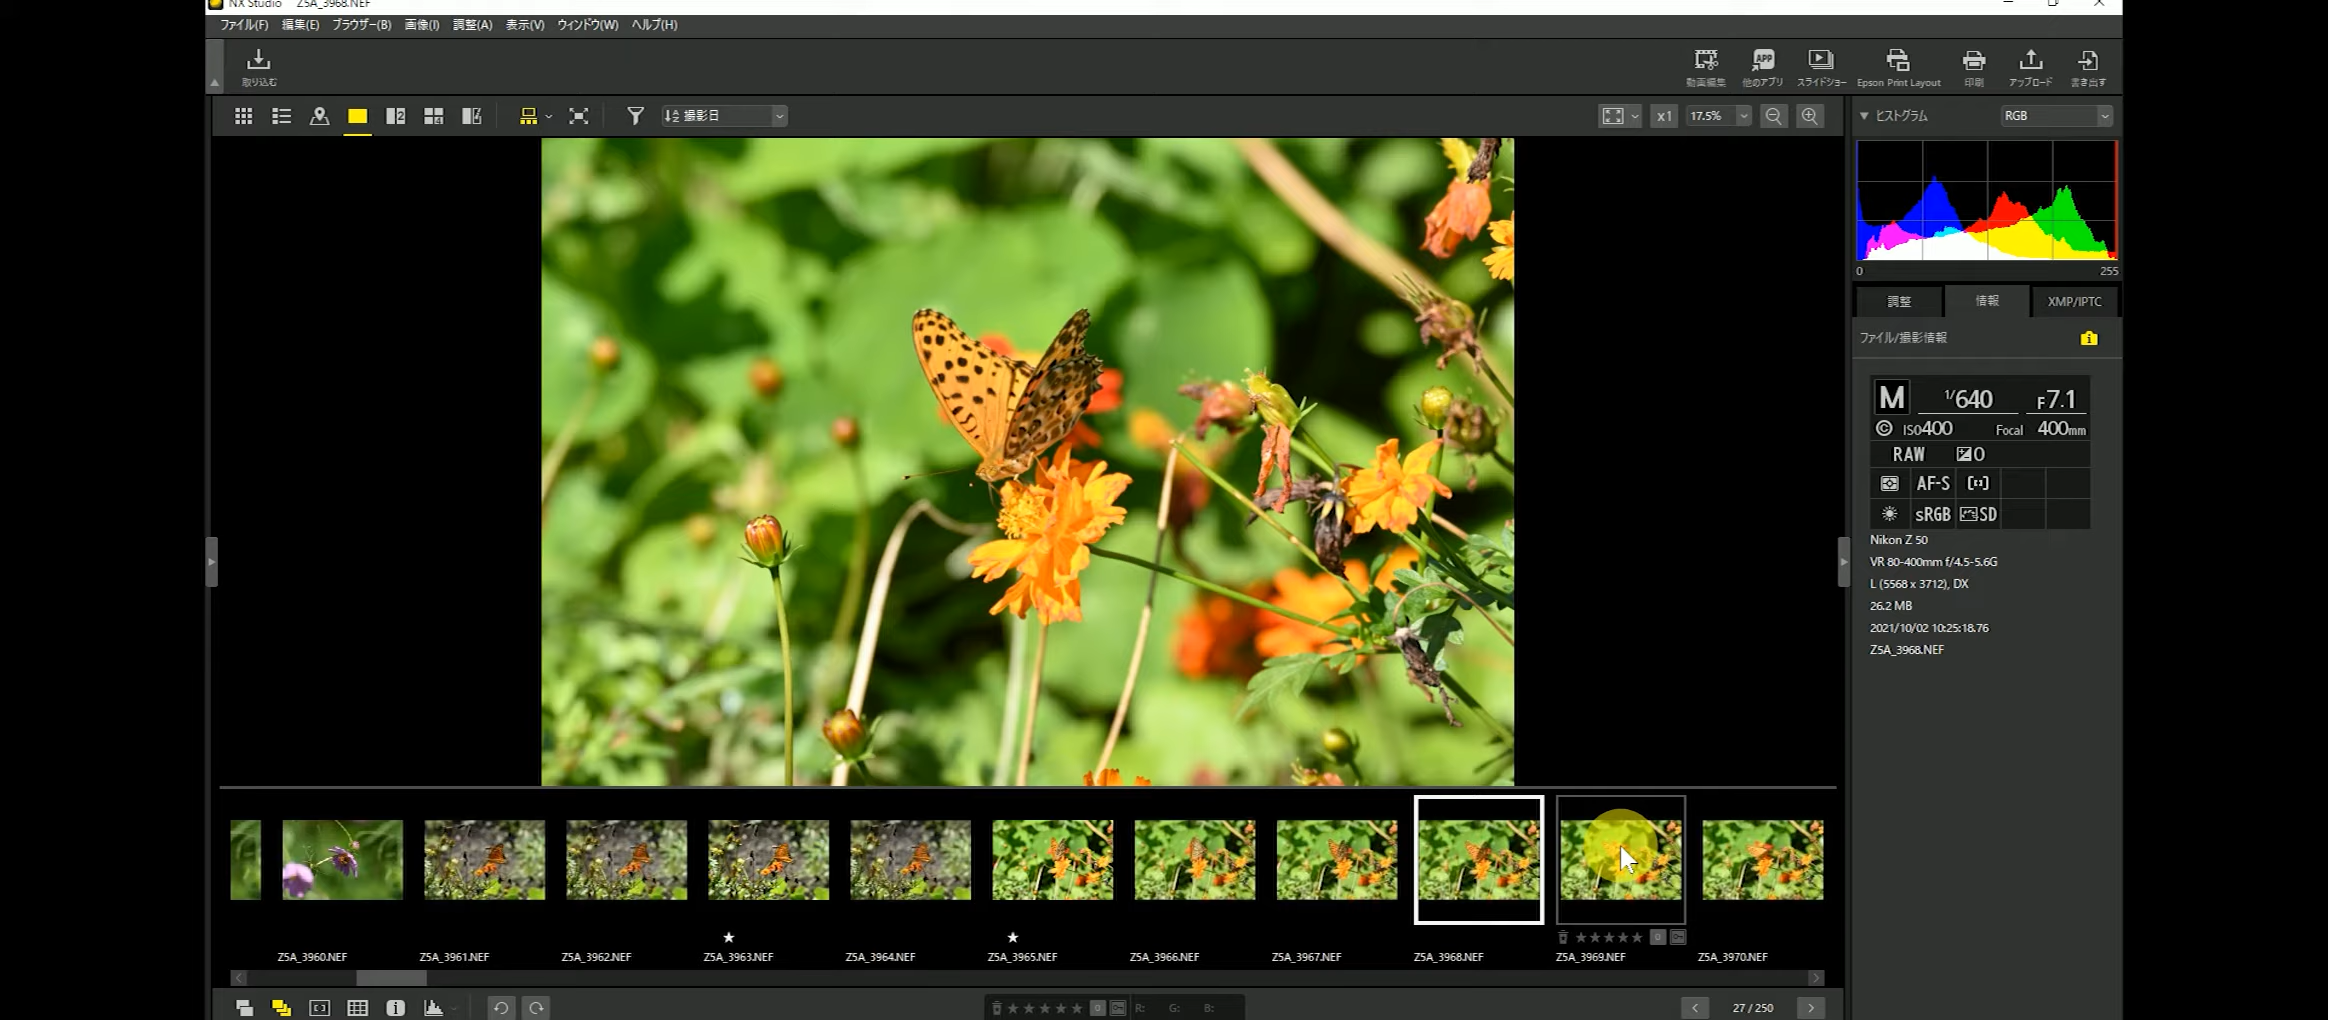 NX Studio Z5A_3968.NEF
ファイル(F) 編集(E) ブラウザー(B) 画像(I) 調整(A) 表示(V) ウィンドウ(W) ヘルプ(H)
取り込む
APP
動画編集 他のアプリ スライドショー Epson Print Layout 印刷 アップロード 書き出す
撮影日
x1 17.5%
ヒストグラム RGB
0 255
調整 情報 XMP/IPTC
ファイル/撮影情報
M 1/640 F7.1
ISO400 Focal 400mm
RAW 0
AF-S
sRGB SD
Nikon Z 50
VR 80-400mm f/4.5-5.6G
L (5568 x 3712), DX
26.2 MB
2021/10/02 10:25:18.76
Z5A_3968.NEF
Z5A_3960.NEF Z5A_3961.NEF Z5A_3962.NEF Z5A_3963.NEF Z5A_3964.NEF Z5A_3965.NEF Z5A_3966.NEF Z5A_3967.NEF Z5A_3968.NEF Z5A_3969.NEF Z5A_3970.NEF
0 R: G: B:
27 / 250